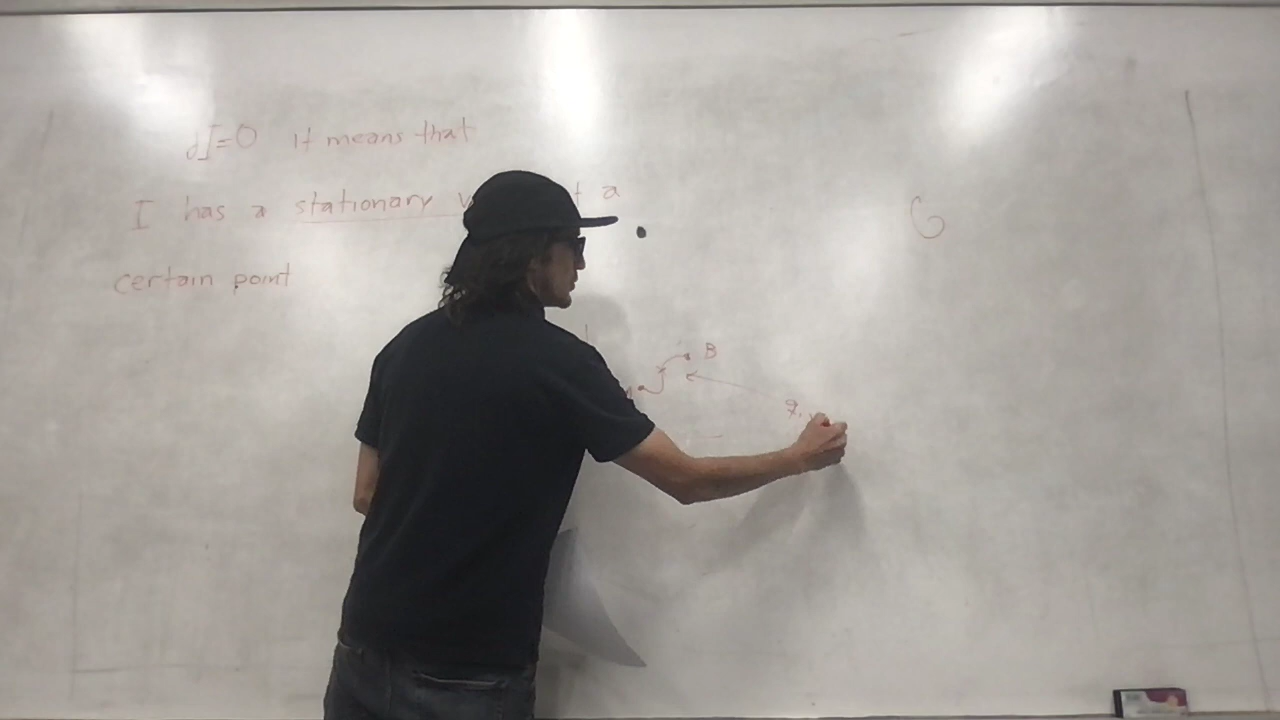 dI=0 it means that
I has a stationary a
certain point
G
B